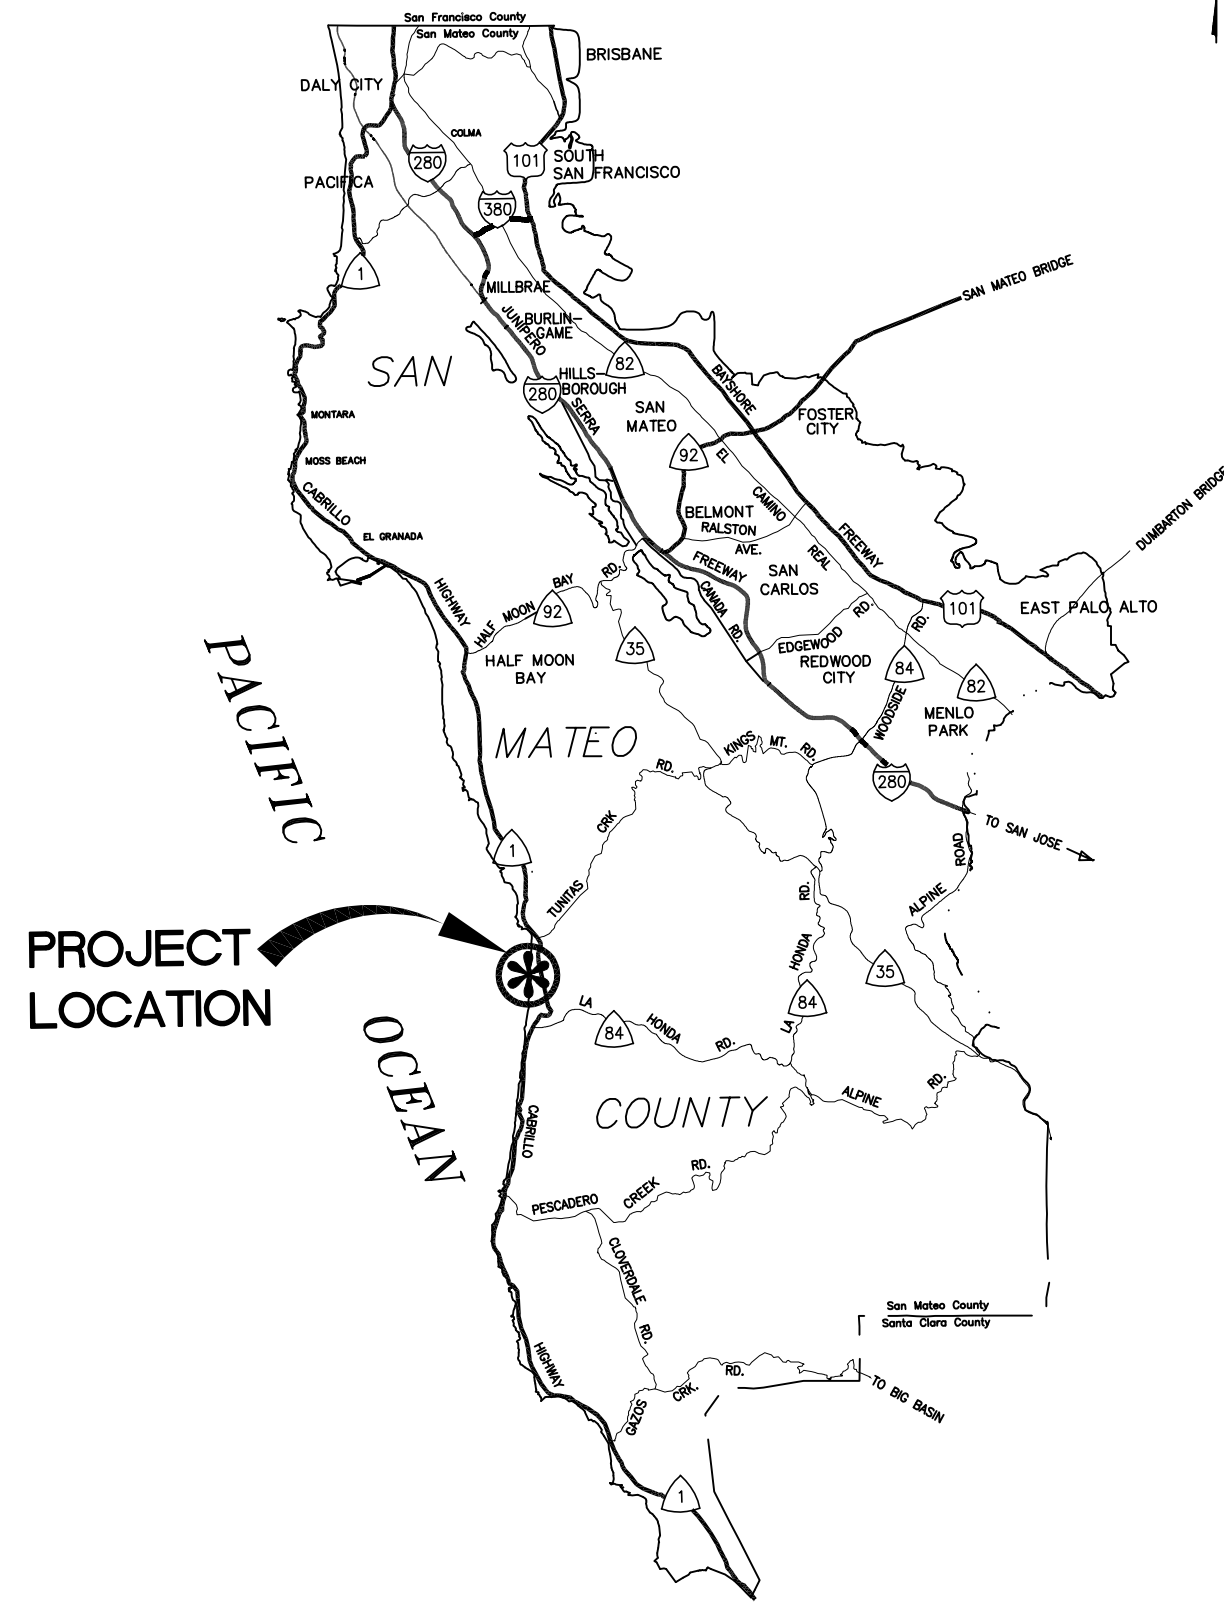 San Francisco County
San Mateo County
BRISBANE
DALY CITY
COLMA
280
101
SOUTH
SAN FRANCISCO
PACIFICA
380
1
SAN MATEO BRIDGE
MILLBRAE
JUNIPERO
BURLIN-
GAME
82
SAN
HILLS-
BOROUGH
280
SERRA
BAYSHORE
SAN
MATEO
FOSTER
CITY
MONTARA
92
EL
MOSS BEACH
CABRILLO
CAMINO
BELMONT
RALSTON
AVE.
DUMBARTON BRIDGE
EL GRANADA
REAL
FREEWAY
FREEWAY
SAN
CARLOS
HIGHWAY
HALF MOON
BAY
RD.
92
CANADA
RD.
101
EAST PALO ALTO
RD.
RD.
35
EDGEWOOD
HALF MOON
BAY
REDWOOD
CITY
84
82
PACIFIC
WOODSIDE
MENLO
PARK
MATEO
KINGS
MT.
RD.
RD.
280
TO SAN JOSE
CRK
1
ROAD
TUNITAS
RD.
ALPINE
PROJECT
LOCATION
HONDA
35
84
LA
LA
84
HONDA
RD.
OCEAN
RD.
ALPINE
COUNTY
CABRILLO
RD.
CREEK
PESCADERO
CLOVERDALE
RD.
San Mateo County
Santa Clara County
HIGHWAY
RD.
CRK.
GAZOS
TO BIG BASIN
1